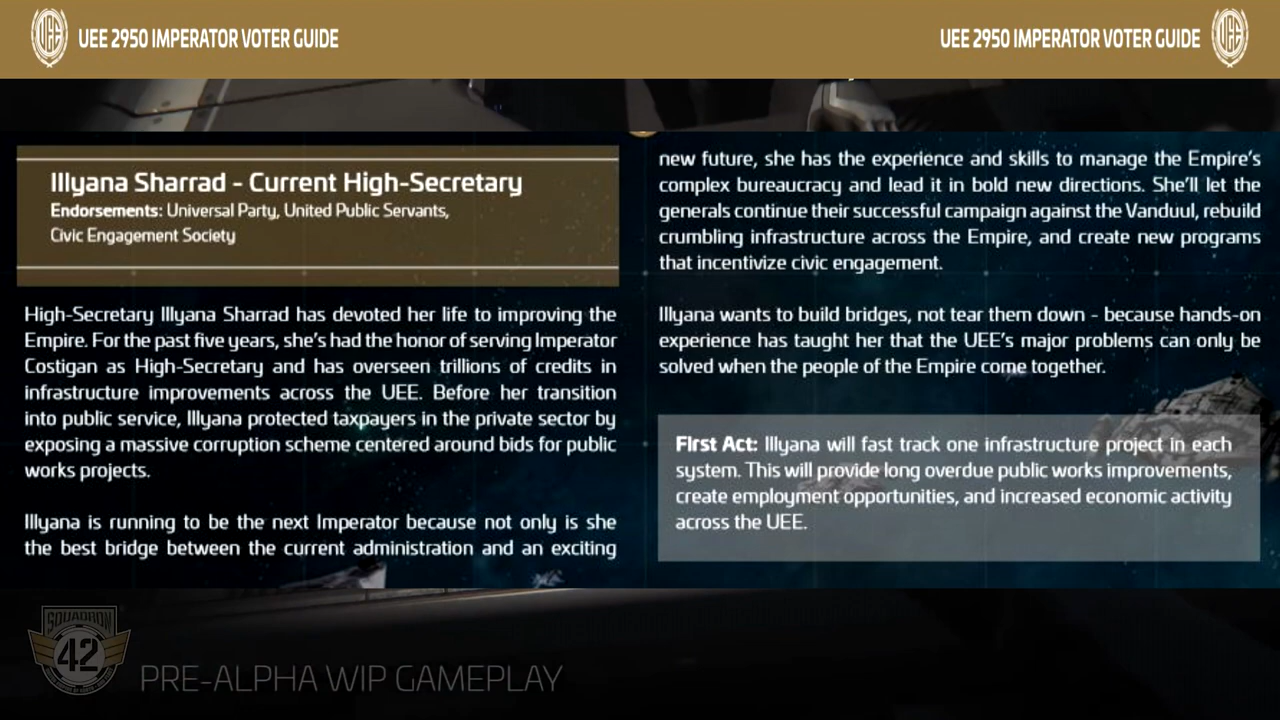 UEE
UEE 2950 IMPERATOR VOTER GUIDE
UEE 2950 IMPERATOR VOTER GUIDE
UEE
Illyana Sharrad - Current High-Secretary
Endorsements: Universal Party, United Public Servants,
Civic Engagement Society
High-Secretary Illyana Sharrad has devoted her life to improving the
Empire. For the past five years, she's had the honor of serving Imperator
Costigan as High-Secretary and has overseen trillions of credits in
infrastructure improvements across the UEE. Before her transition
into public service, Illyana protected taxpayers in the private sector by
exposing a massive corruption scheme centered around bids for public
works projects.
Illyana is running to be the next Imperator because not only is she
the best bridge between the current administration and an exciting
new future, she has the experience and skills to manage the Empire's
complex bureaucracy and lead it in bold new directions. She'll let the
generals continue their successful campaign against the Vanduul, rebuild
crumbling infrastructure across the Empire, and create new programs
that incentivize civic engagement.
Illyana wants to build bridges, not tear them down - because hands-on
experience has taught her that the UEE's major problems can only be
solved when the people of the Empire come together.
First Act: Illyana will fast track one infrastructure project in each
system. This will provide long overdue public works improvements,
create employment opportunities, and increased economic activity
across the UEE.
SQUADRON
42
PRE-ALPHA WIP GAMEPLAY